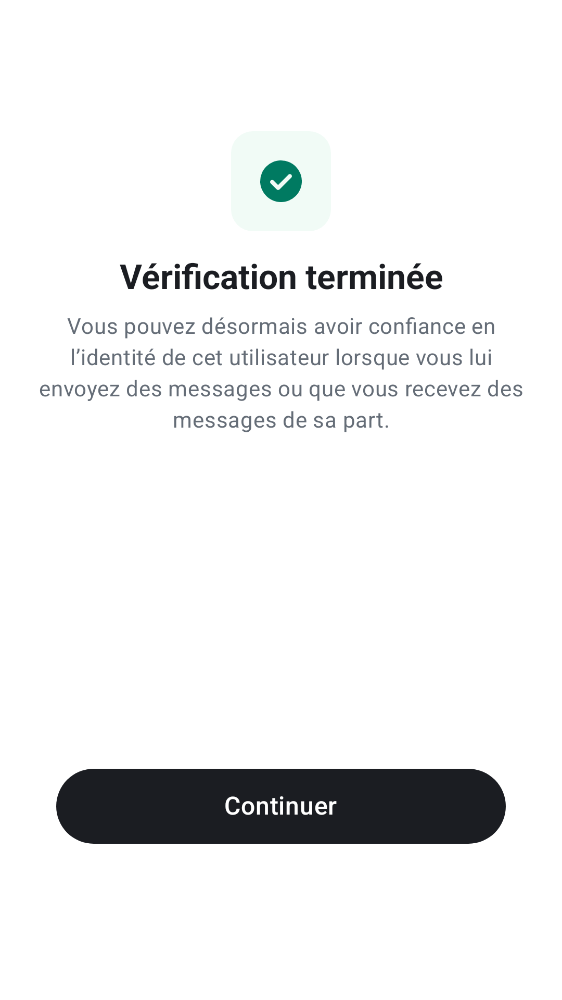 Vérification terminée
Vous pouvez désormais avoir confiance en
l’identité de cet utilisateur lorsque vous lui
envoyez des messages ou que vous recevez des
messages de sa part.
Continuer